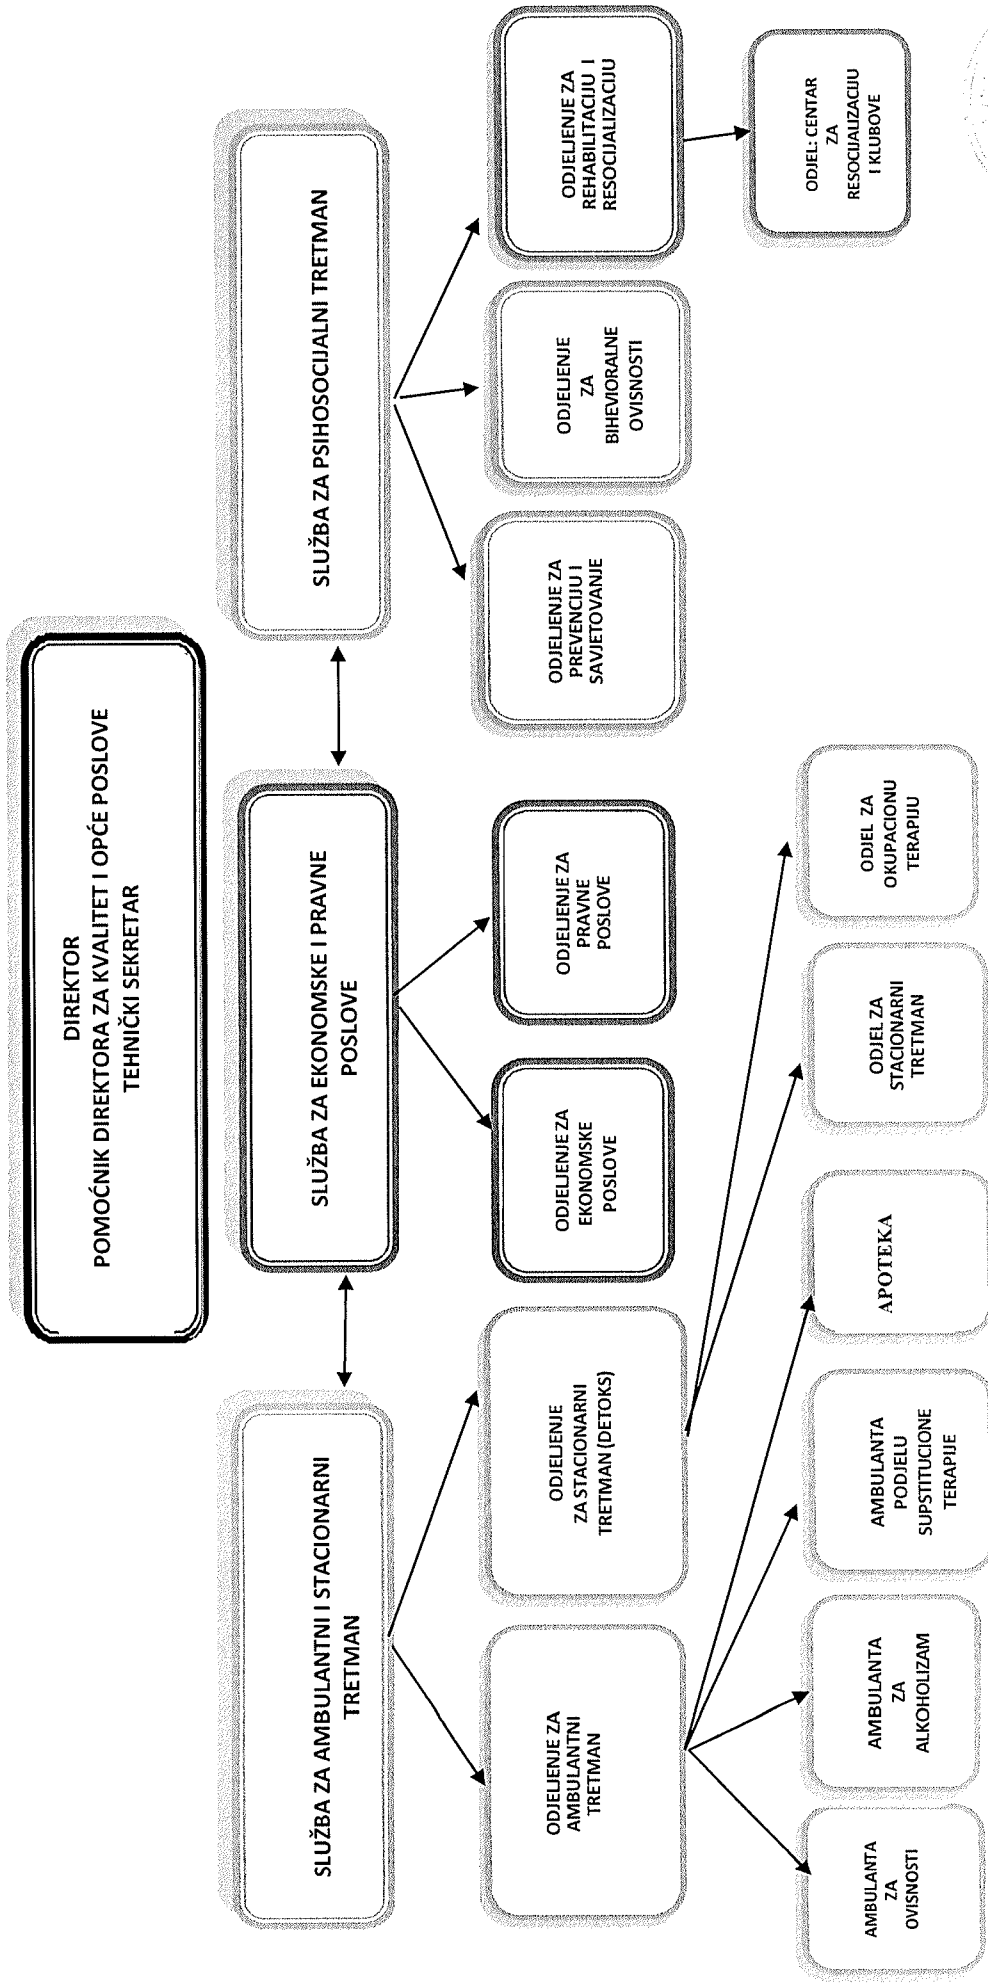 DIREKTOR
POMOĆNIK DIREKTORA ZA KVALITET I OPĆE POSLOVE
TEHNIČKI SEKRETAR
SLUŽBA ZA AMBULANTNI I STACIONARNI
TRETMAN
SLUŽBA ZA EKONOMSKE I PRAVNE
POSLOVE
SLUŽBA ZA PSIHOSOCIJALNI TRETMAN
ODJELJENJE ZA
AMBULANTNI
TRETMAN
ODJELJENJE
ZA STACIONARNI
TRETMAN (DETOKS)
ODJELJENJE ZA
EKONOMSKE
POSLOVE
ODJELJENJE ZA
PRAVNE
POSLOVE
ODJELJENJE ZA
PREVENCIJU I
SAVJETOVANJE
ODJELJENJE
ZA
BIHEVIORALNE
OVISNOSTI
ODJELJENJE ZA
REHABILITACIJU I
RESOCIJALIZACIJU
AMBULANTA
ZA
OVISNOSTI
AMBULANTA
ZA
ALKOHOLIZAM
AMBULANTA
PODJELU
SUPSTITUCIONE
TERAPIJE
APOTEKA
ODJEL ZA
STACIONARNI
TRETMAN
ODJEL ZA
OKUPACIONU
TERAPIJU
ODJEL: CENTAR
ZA
RESOCIJALIZACIJU
I KLUBOVE